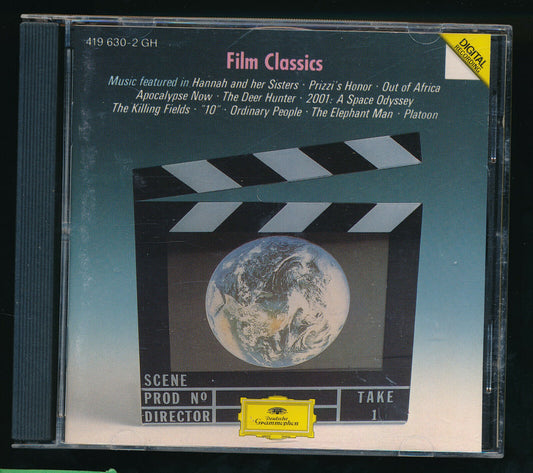 419 630-2 GH
DIGITAL
RECORDING
Film Classics
Music featured in Hannah and her Sisters · Prizzi's Honor · Out of Africa
Apocalypse Now · The Deer Hunter · 2001: A Space Odyssey
The Killing Fields · "10" · Ordinary People · The Elephant Man · Platoon
SCENE
PROD Nº
TAKE
DIRECTOR
1
Deutsche
Grammophon